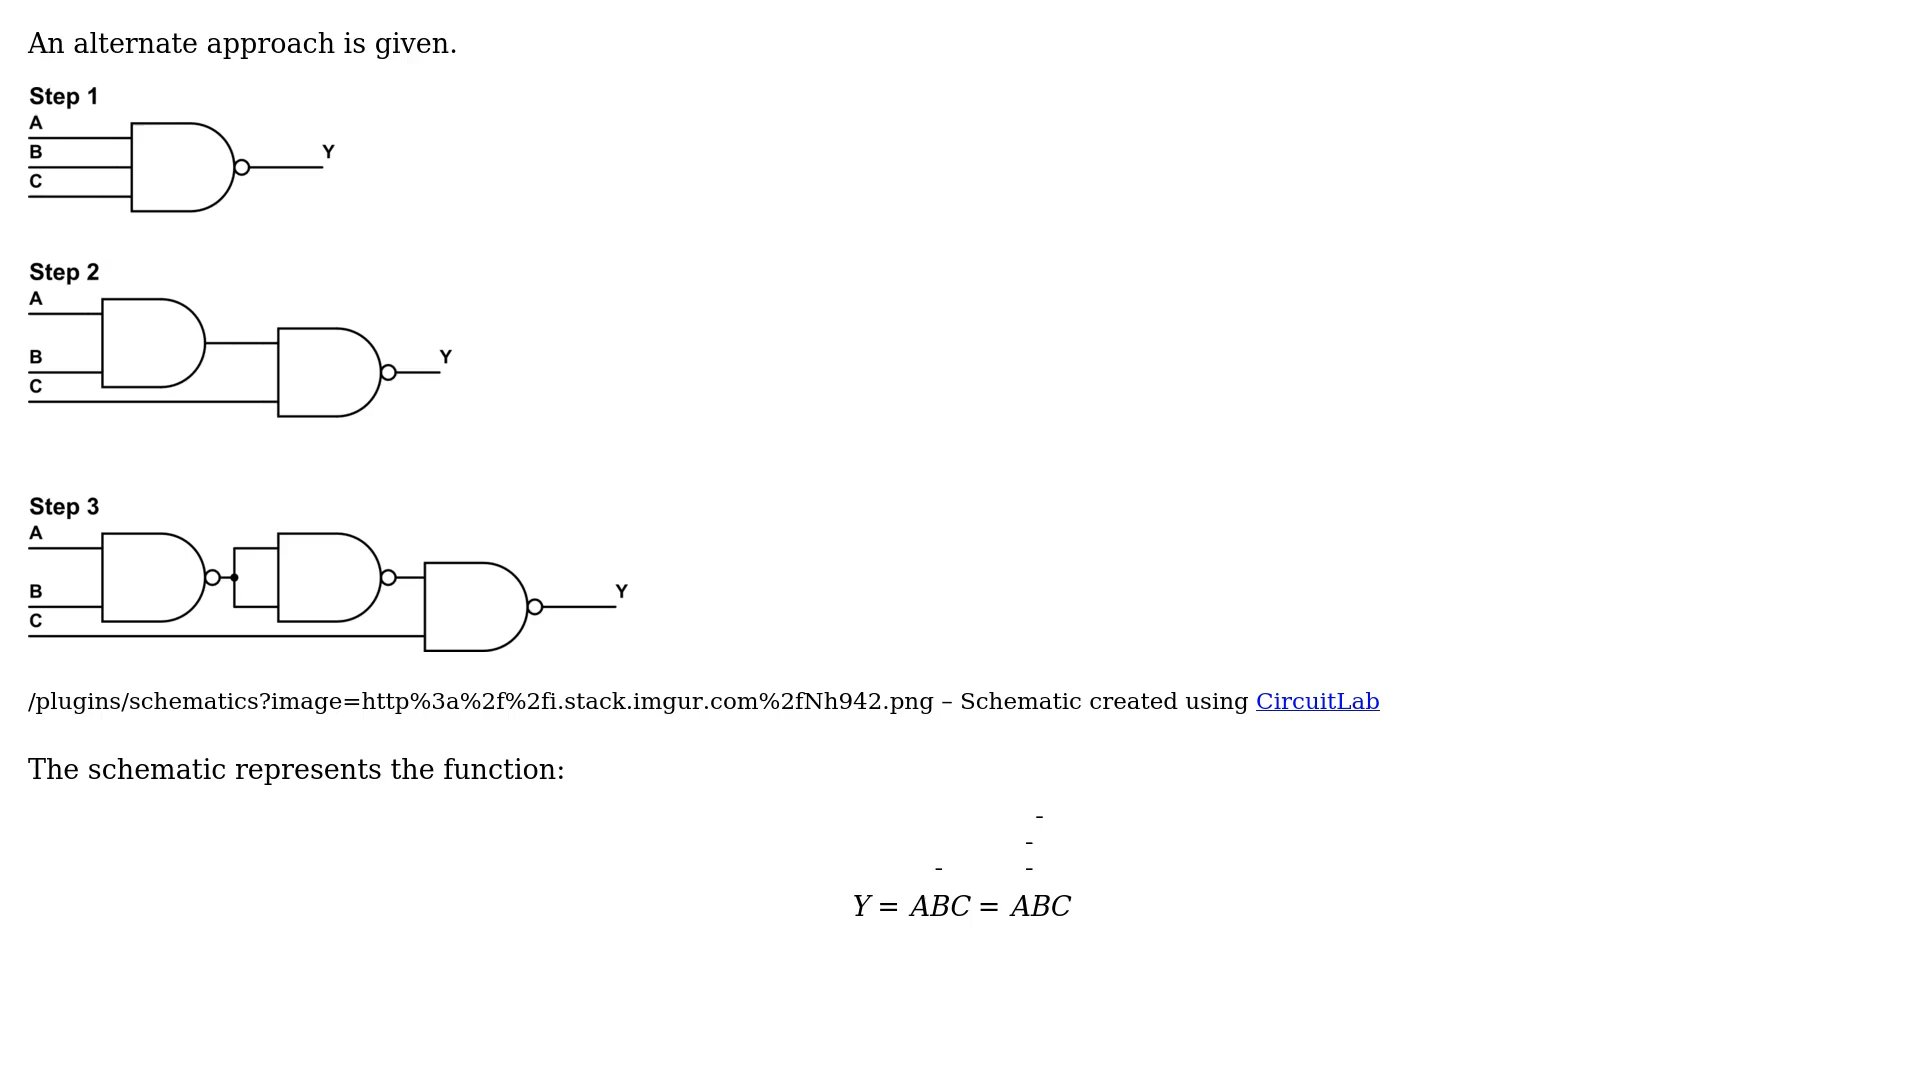 An alternate approach is given.
Step 1
A
B
Y
C
Step 2
A
B
Y
C
Step 3
A
B
Y
C
/plugins/schematics?image=http%3a%2f%2fi.stack.imgur.com%2fNh942.png – Schematic created using CircuitLab
The schematic represents the function:
-
-
- -
Y = ABC = ABC